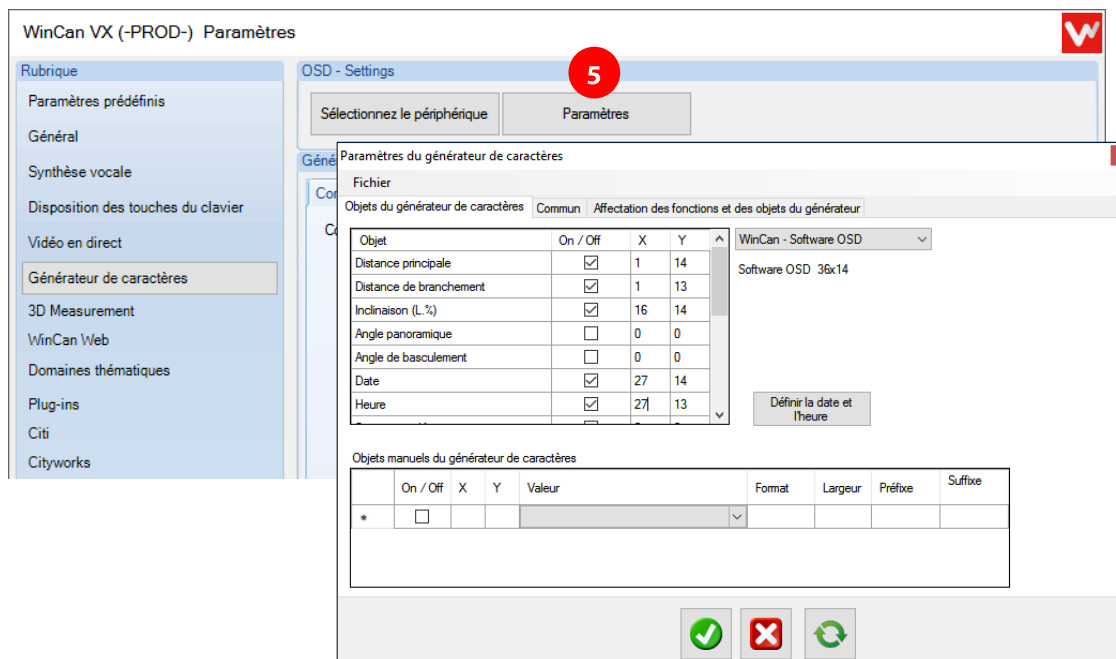 WinCan VX (-PROD-) Paramètres
Rubrique
Paramètres prédéfinis
Général
Synthèse vocale
Disposition des touches du clavier
Vidéo en direct
Générateur de caractères
3D Measurement
WinCan Web
Domaines thématiques
Plug-ins
Citi
Cityworks
OSD - Settings
5
Sélectionnez le périphérique
Paramètres
Géné
Cor
Paramètres du générateur de caractères
Fichier
Objets du générateur de caractères Commun Affectation des fonctions et des objets du générateur
Objet On / Off X Y
Distance principale 1 14
Distance de branchement 1 13
Inclinaison (L.%) 16 14
Angle panoramique 0 0
Angle de basculement 0 0
Date 27 14
Heure 27 13
WinCan - Software OSD
Software OSD 36x14
Définir la date et
l'heure
Objets manuels du générateur de caractères
On / Off X Y Valeur Format Largeur Préfixe Suffixe
*